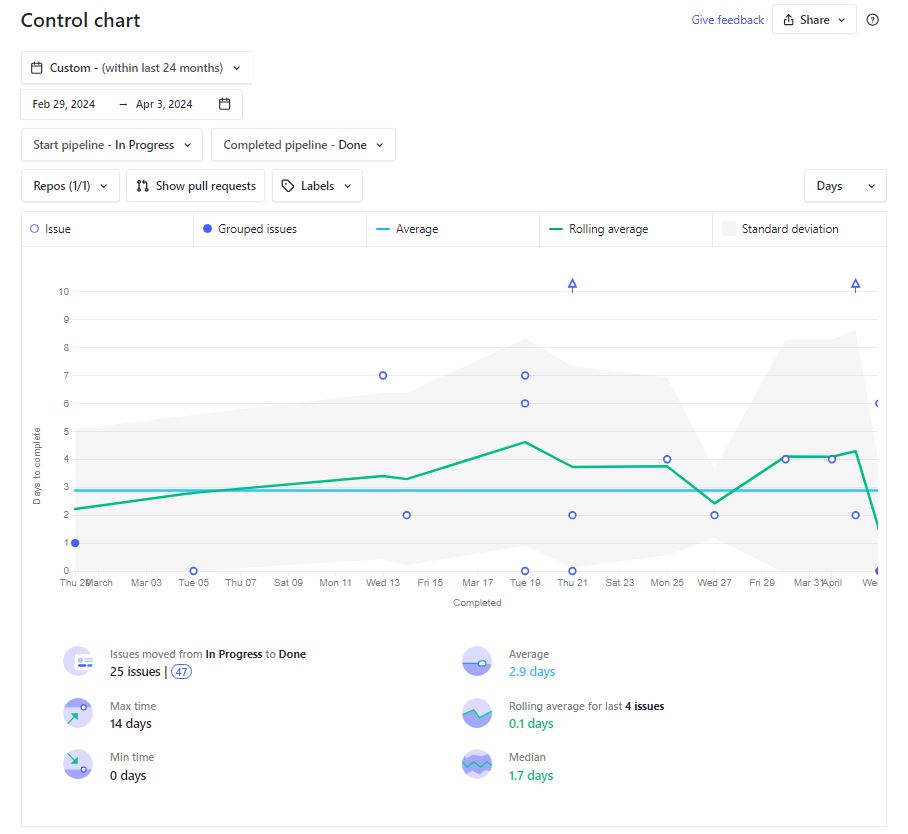 Control chart
Give feedback
Share
Custom - (within last 24 months)
Feb 29, 2024 → Apr 3, 2024
Start pipeline - In Progress
Completed pipeline - Done
Repos (1/1)
Show pull requests
Labels
Days
Issue
Grouped issues
Average
Rolling average
Standard deviation
Days to complete
10
9
8
7
6
5
4
3
2
1
0
Thu 29 March Mar 03 Tue 05 Thu 07 Sat 09 Mon 11 Wed 13 Fri 15 Mar 17 Tue 19 Thu 21 Sat 23 Mon 25 Wed 27 Fri 29 Mar 31 April We
Completed
Issues moved from In Progress to Done
25 issues | 47
Average
2.9 days
Max time
14 days
Rolling average for last 4 issues
0.1 days
Min time
0 days
Median
1.7 days